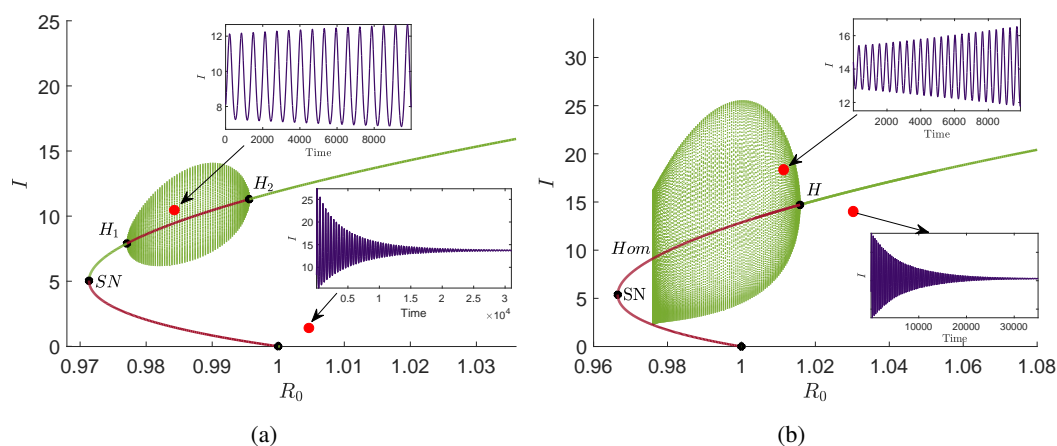 25
20
15
10
5
0
I
0.97
0.98
0.99
1
1.01
1.02
1.03
R0
H1
H2
SN
12
10
8
I
0
2000
4000
6000
8000
Time
25
20
15
10
I
0.5
1
1.5
2
2.5
3
Time
×10^4
(a)
30
25
20
15
10
5
0
I
0.96
0.98
1
1.02
1.04
1.06
1.08
R0
Hom
SN
H
16
14
12
I
2000
4000
6000
8000
Time
I
10000
20000
30000
Time
(b)